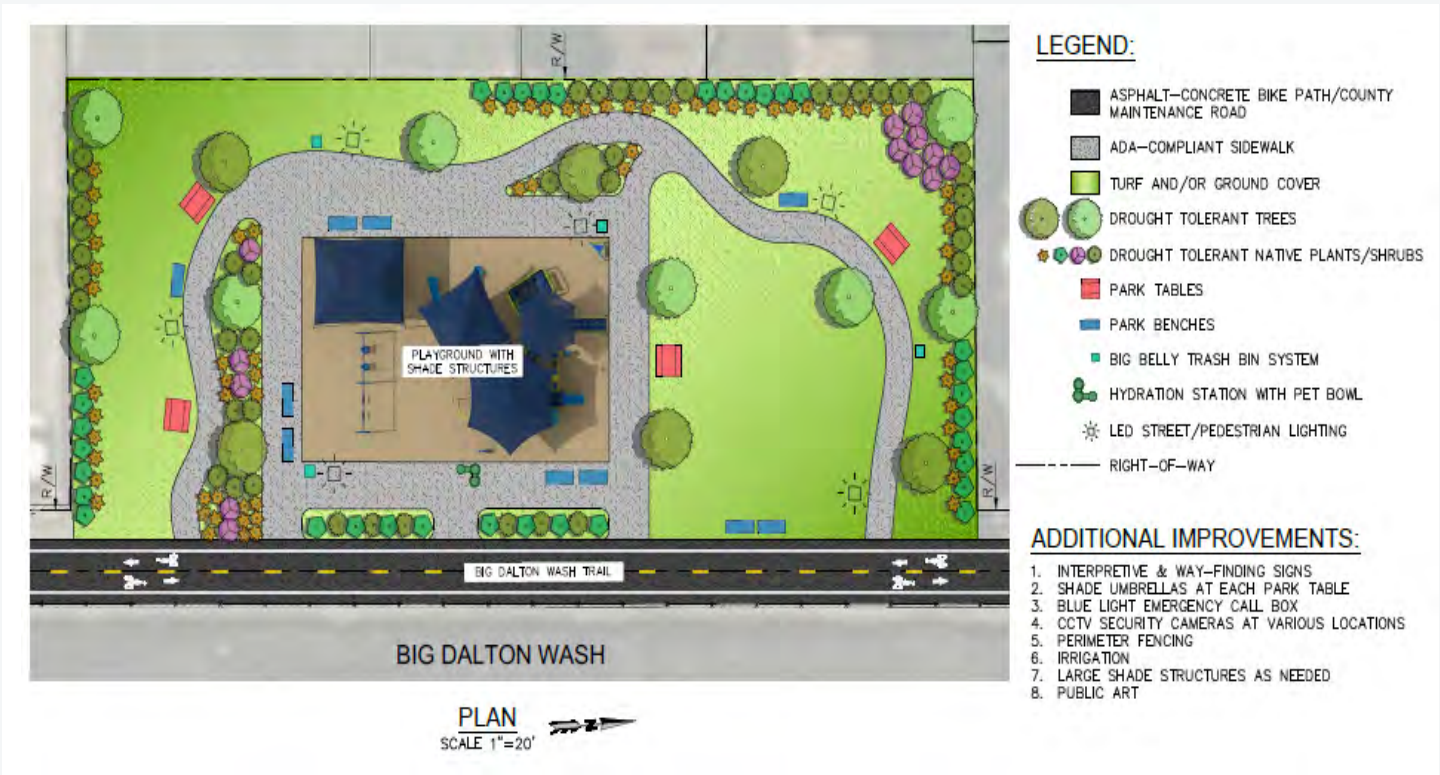 R/W
R/W
R/W
PLAYGROUND WITH
SHADE STRUCTURES
BIG DALTON WASH TRAIL
BIG DALTON WASH
PLAN
SCALE 1"=20'
N
LEGEND:
ASPHALT-CONCRETE BIKE PATH/COUNTY
MAINTENANCE ROAD
ADA-COMPLIANT SIDEWALK
TURF AND/OR GROUND COVER
DROUGHT TOLERANT TREES
DROUGHT TOLERANT NATIVE PLANTS/SHRUBS
PARK TABLES
PARK BENCHES
BIG BELLY TRASH BIN SYSTEM
HYDRATION STATION WITH PET BOWL
LED STREET/PEDESTRIAN LIGHTING
RIGHT-OF-WAY
ADDITIONAL IMPROVEMENTS:
1. INTERPRETIVE & WAY-FINDING SIGNS
2. SHADE UMBRELLAS AT EACH PARK TABLE
3. BLUE LIGHT EMERGENCY CALL BOX
4. CCTV SECURITY CAMERAS AT VARIOUS LOCATIONS
5. PERIMETER FENCING
6. IRRIGATION
7. LARGE SHADE STRUCTURES AS NEEDED
8. PUBLIC ART